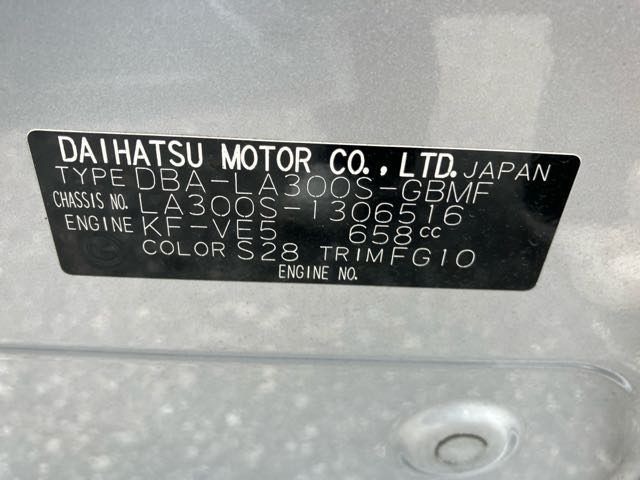 DAIHATSU MOTOR CO., LTD. JAPAN
TYPE DBA-LA300S-GBMF
CHASSIS NO. LA300S-1306516
ENGINE KF-VE5 658cc
COLOR S28 TRIM FG10
ENGINE NO.